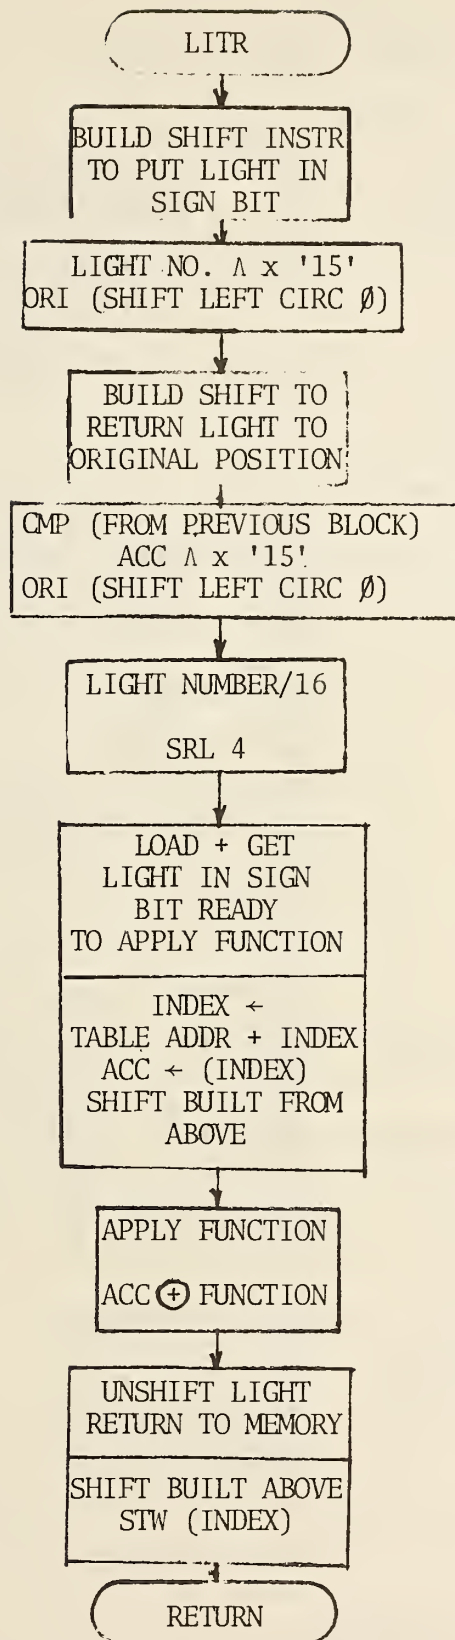 LITR
BUILD SHIFT INSTR
TO PUT LIGHT IN
SIGN BIT
LIGHT NO. Λ x '15'
ORI (SHIFT LEFT CIRC Ø)
BUILD SHIFT TO
RETURN LIGHT TO
ORIGINAL POSITION
CMP (FROM PREVIOUS BLOCK)
ACC Λ x '15'
ORI (SHIFT LEFT CIRC Ø)
LIGHT NUMBER/16
SRL 4
LOAD + GET
LIGHT IN SIGN
BIT READY
TO APPLY FUNCTION
INDEX ←
TABLE ADDR + INDEX
ACC ← (INDEX)
SHIFT BUILT FROM
ABOVE
APPLY FUNCTION
ACC ⊕ FUNCTION
UNSHIFT LIGHT
RETURN TO MEMORY
SHIFT BUILT ABOVE
STW (INDEX)
RETURN